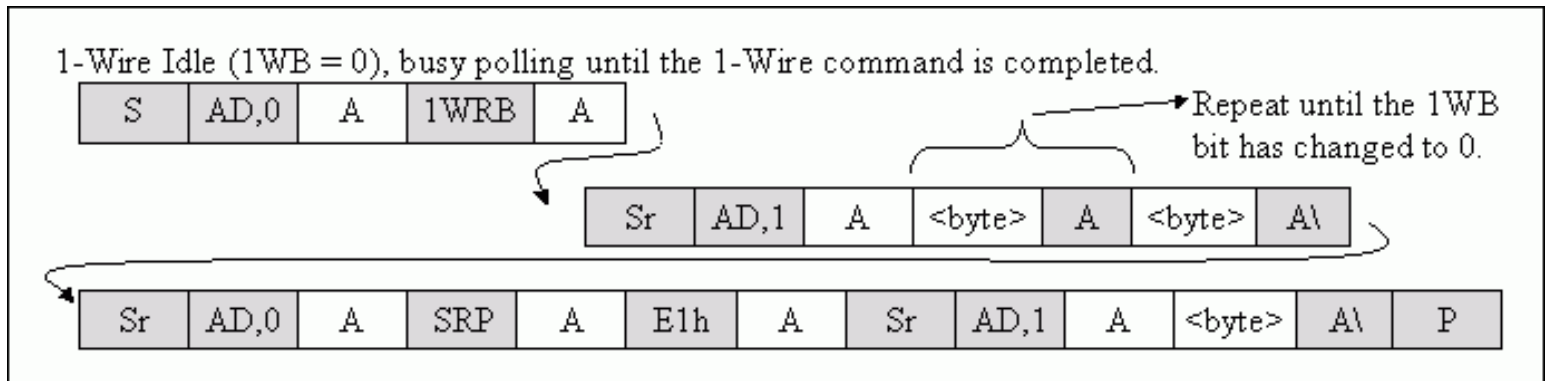 1-Wire Idle (1WB = 0), busy polling until the 1-Wire command is completed.
S AD,0 A 1WRB A
Repeat until the 1WB
bit has changed to 0.
Sr AD,1 A <byte> A <byte> A\
Sr AD,0 A SRP A E1h A Sr AD,1 A <byte> A\ P